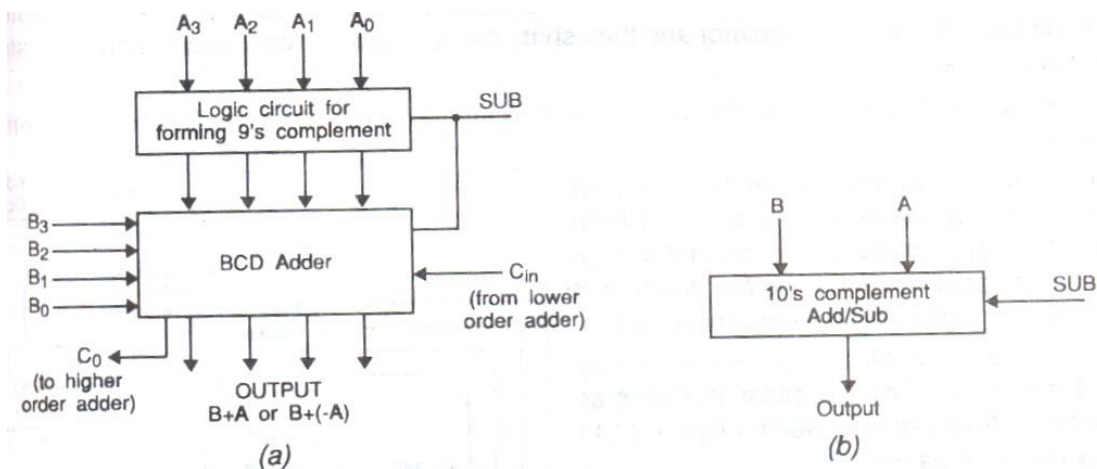 A3 A2 A1 A0
Logic circuit for
forming 9's complement
SUB
B3
B2
B1
B0
BCD Adder
Cin
(from lower
order adder)
C0
(to higher
order adder)
OUTPUT
B+A or B+(-A)
(a)
B A
10's complement
Add/Sub
SUB
Output
(b)